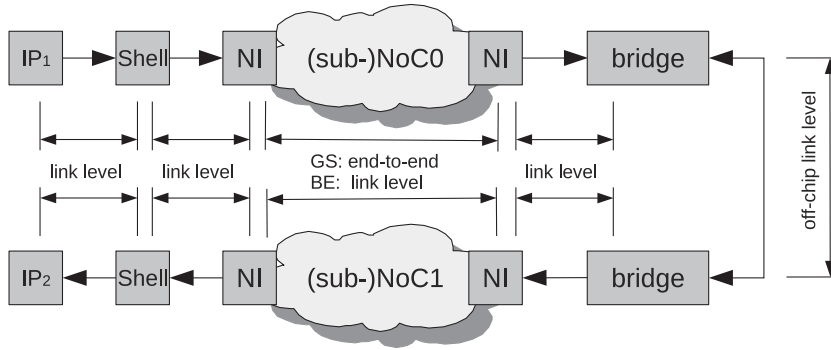 IP1 Shell NI (sub-)NoC0 NI bridge
link level link level GS: end-to-end link level
BE: link level
off-chip link level
IP2 Shell NI (sub-)NoC1 NI bridge